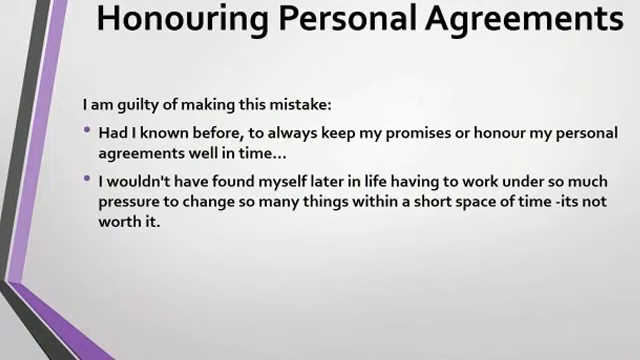 Honouring Personal Agreements
I am guilty of making this mistake:
• Had I known before, to always keep my promises or honour my personal
agreements well in time...
• I wouldn't have found myself later in life having to work under so much
pressure to change so many things within a short space of time -its not
worth it.